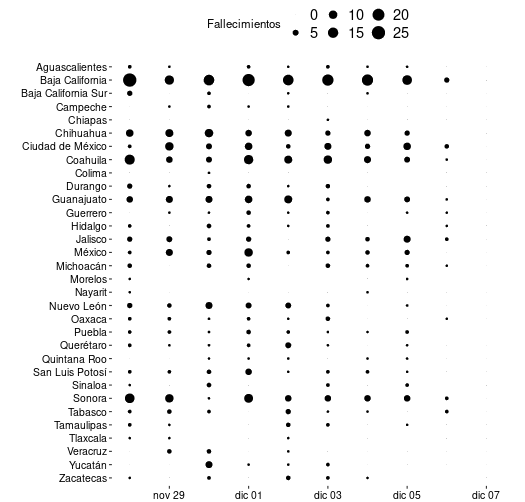 Fallecimientos
0 10 20
5 15 25
Aguascalientes
Baja California
Baja California Sur
Campeche
Chiapas
Chihuahua
Ciudad de México
Coahuila
Colima
Durango
Guanajuato
Guerrero
Hidalgo
Jalisco
México
Michoacán
Morelos
Nayarit
Nuevo León
Oaxaca
Puebla
Querétaro
Quintana Roo
San Luis Potosí
Sinaloa
Sonora
Tabasco
Tamaulipas
Tlaxcala
Veracruz
Yucatán
Zacatecas
nov 29 dic 01 dic 03 dic 05 dic 07